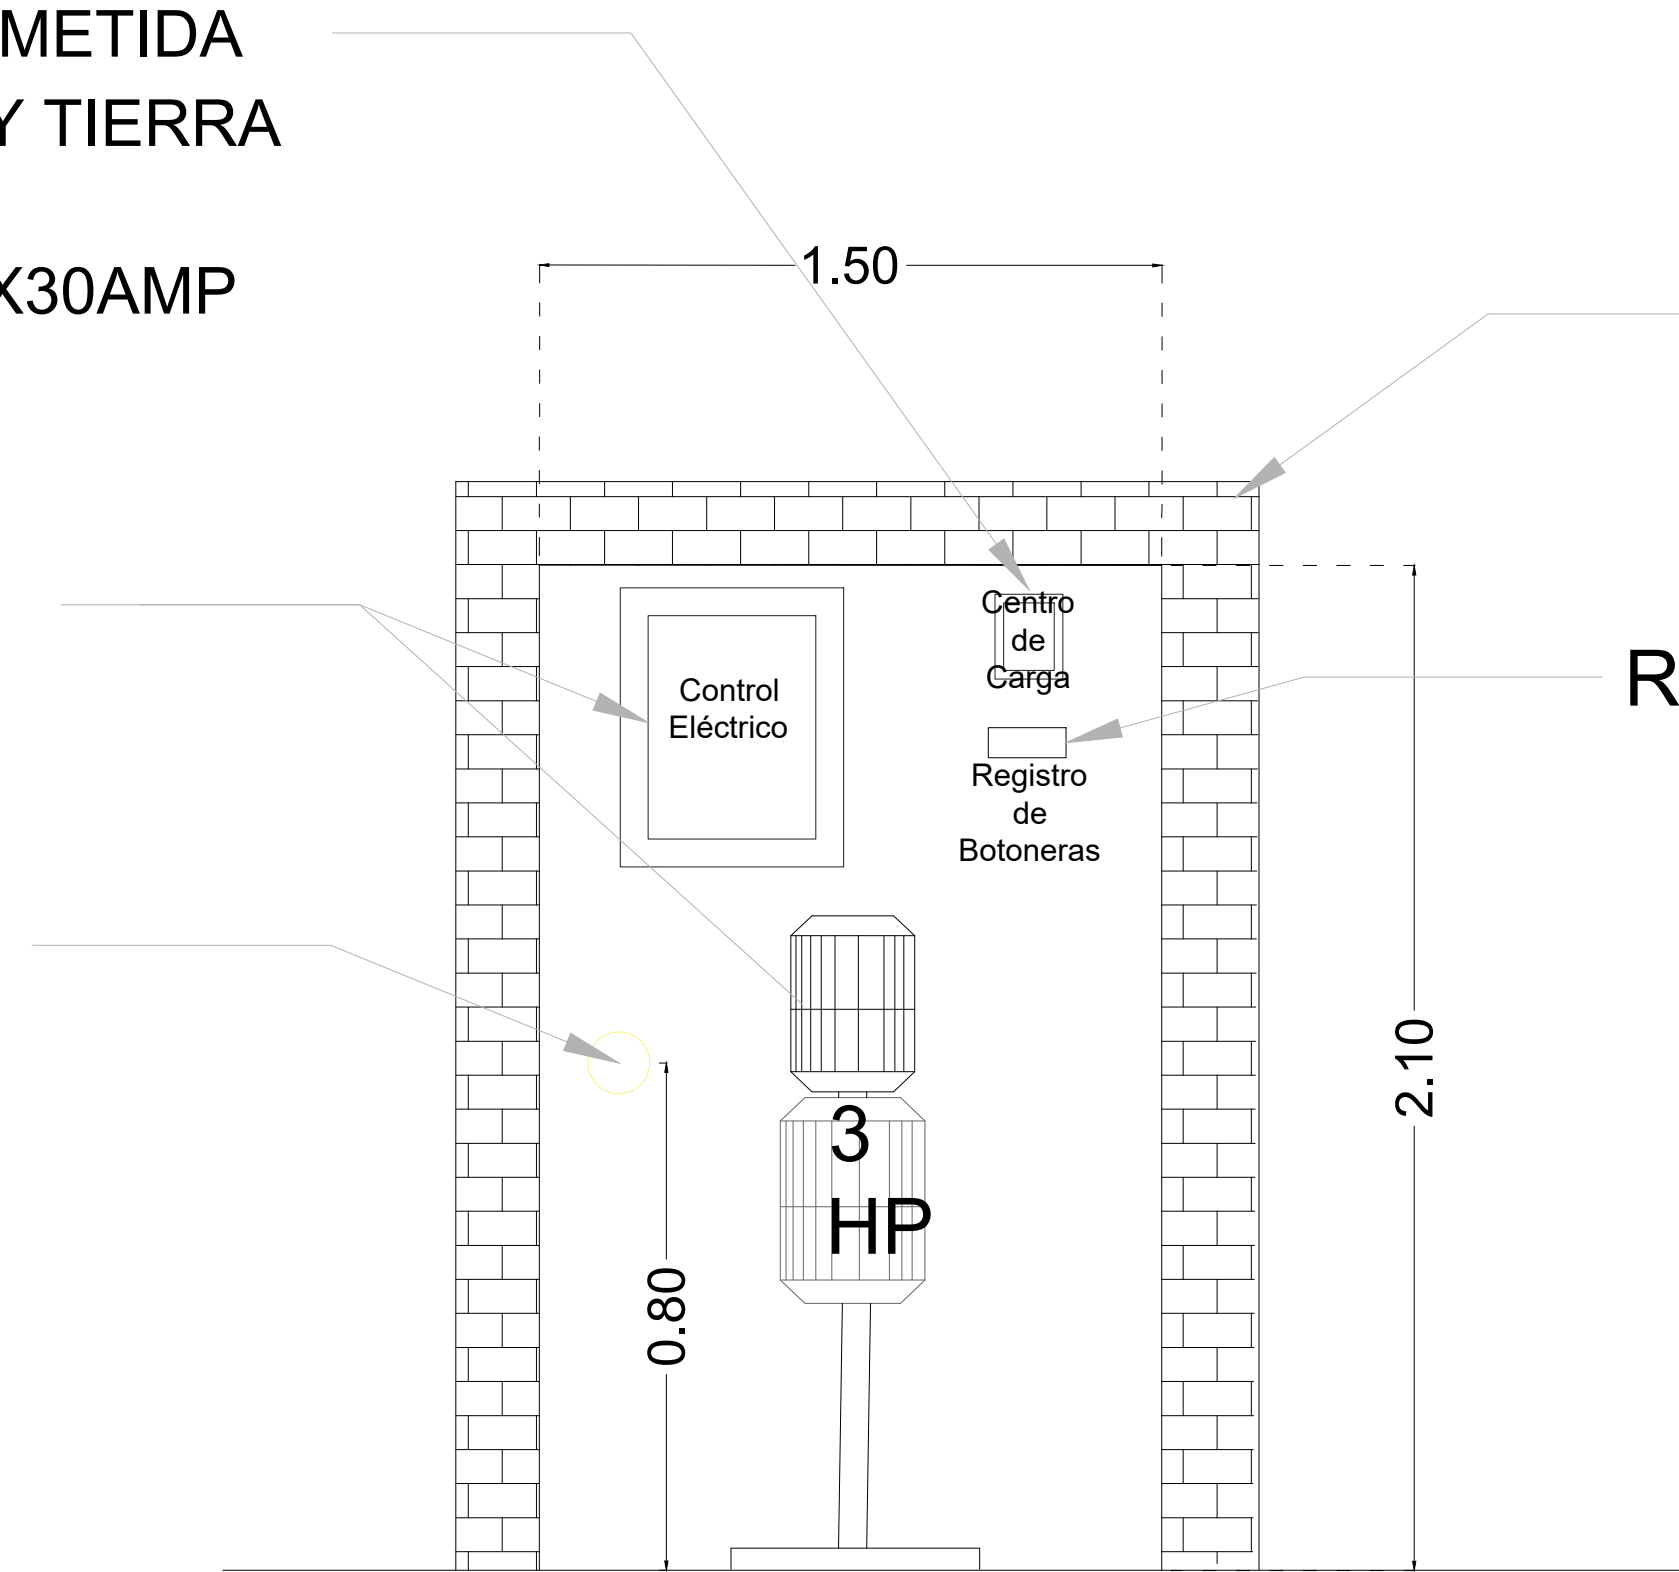 METIDA
Y TIERRA
X30AMP
1.50
Centro
de
Carga
Control
Eléctrico
R
Registro
de
Botoneras
2.10
3
HP
0.80